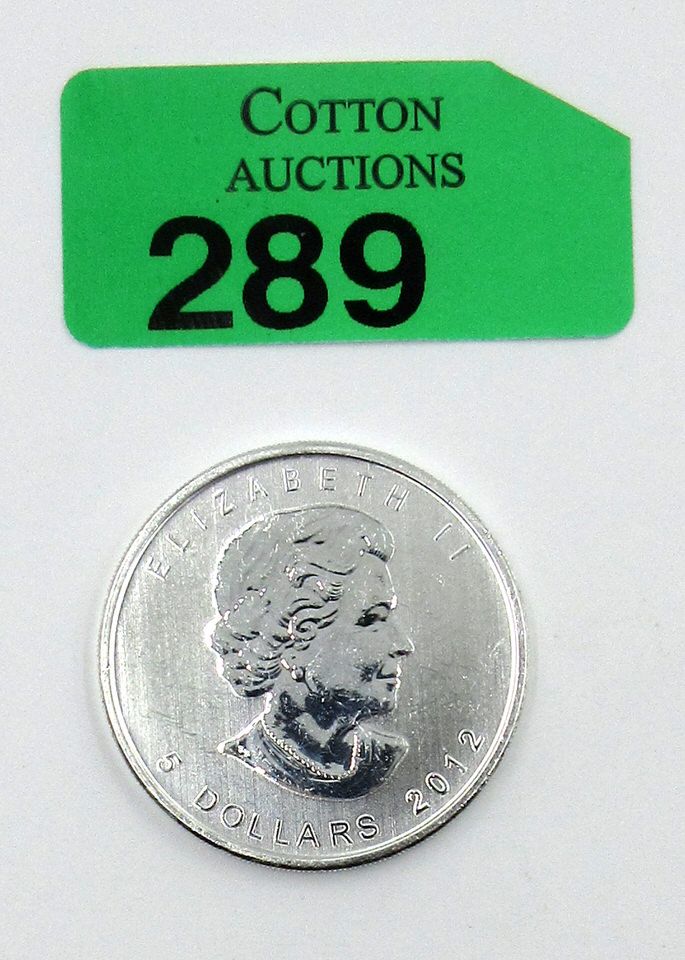 COTTON
AUCTIONS
289
ELIZABETH II
5 DOLLARS 2012